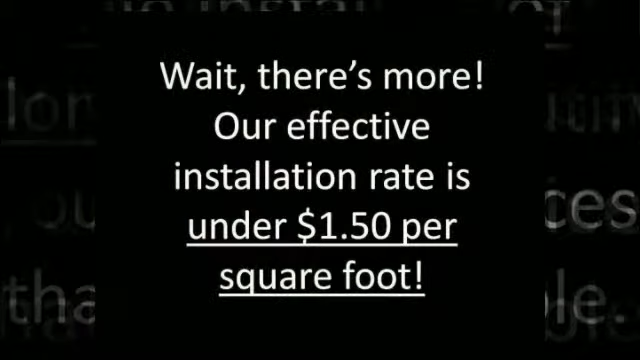 Wait, there’s more!
Our effective
installation rate is
under $1.50 per
square foot!